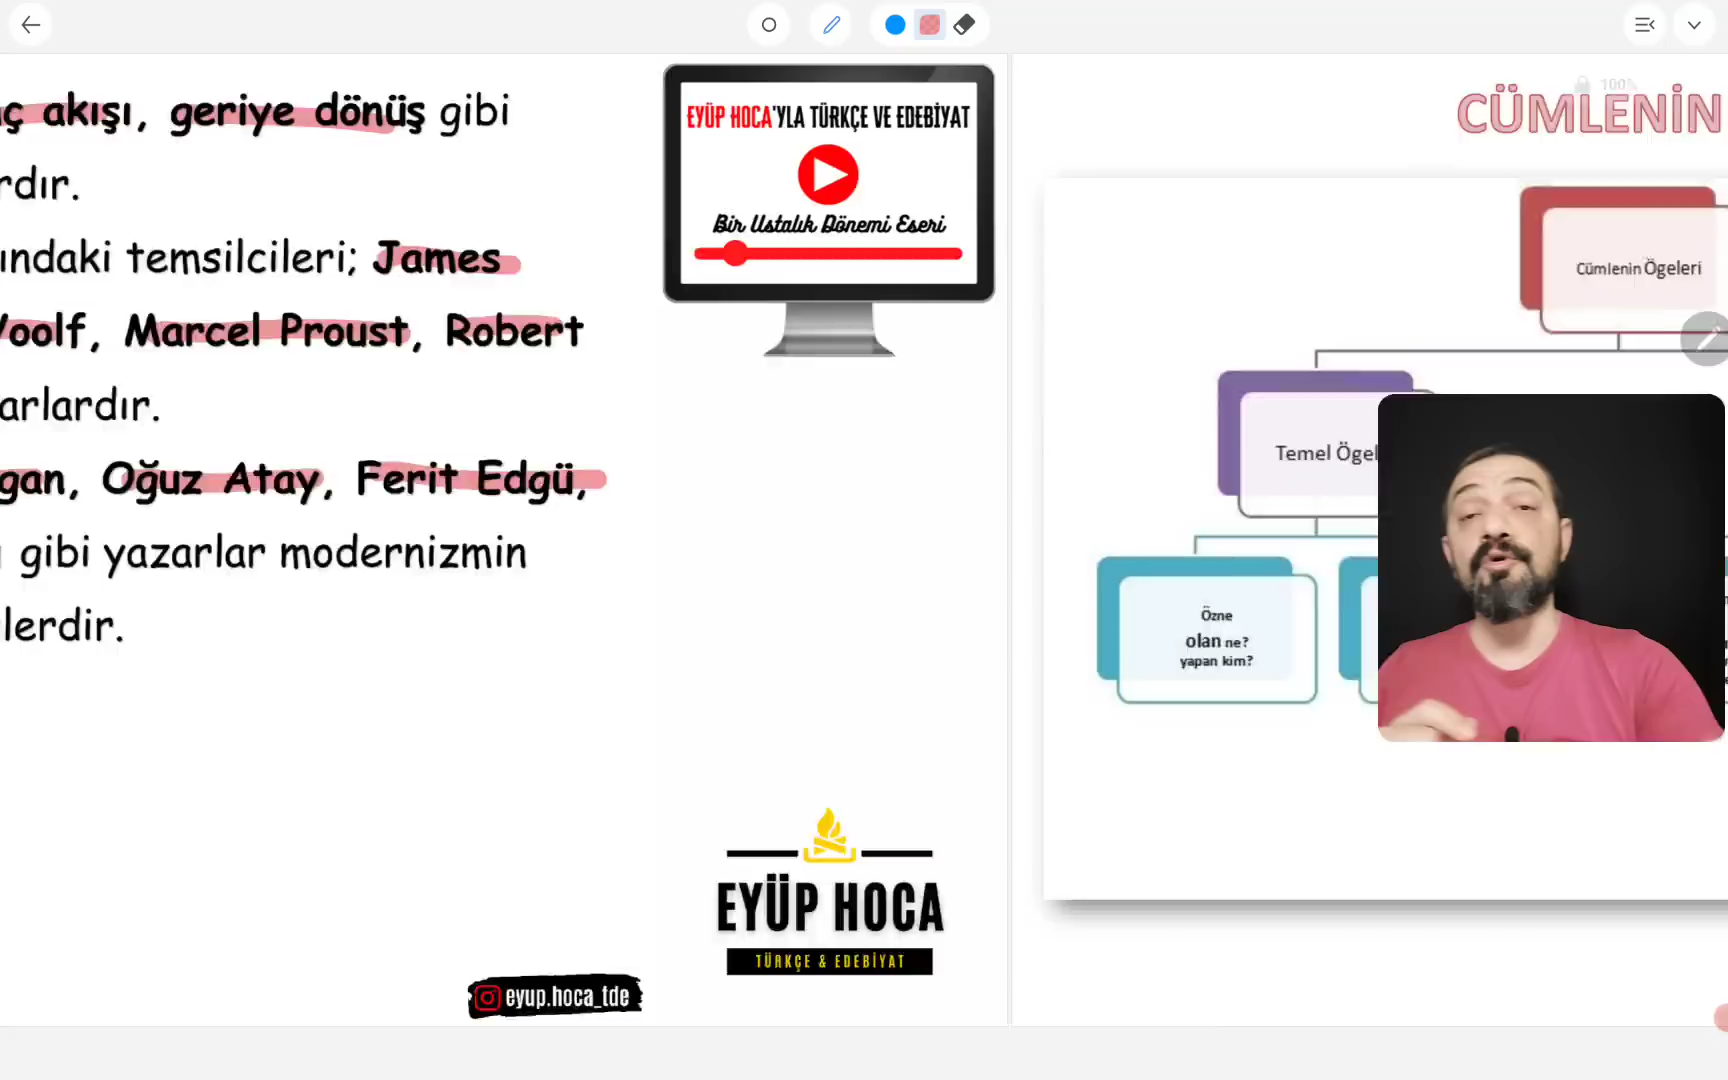 ç akışı, geriye dönüş gibi
rdır.
ındaki temsilcileri; James
Woolf, Marcel Proust, Robert
arlardır.
gan, Oğuz Atay, Ferit Edgü,
gibi yazarlar modernizmin
lerdir.
EYÜP HOCA'YLA TÜRKÇE VE EDEBİYAT
Bir Ustalık Dönemi Eseri
EYÜP HOCA
TÜRKÇE & EDEBİYAT
eyup.hoca_tde
100%
CÜMLENİN
Cümlenin Ögeleri
Temel Ögel
Özne
olan ne?
yapan kim?